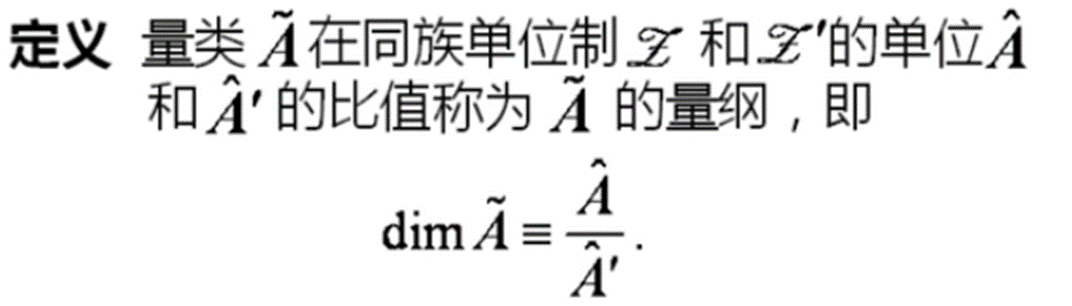 定义 量类 Ã 在同族单位制 𝒵 和 𝒵′的单位 Â
和 Â′ 的比值称为 Ã 的量纲，即
dim Ã ≡ Â / Â′ .